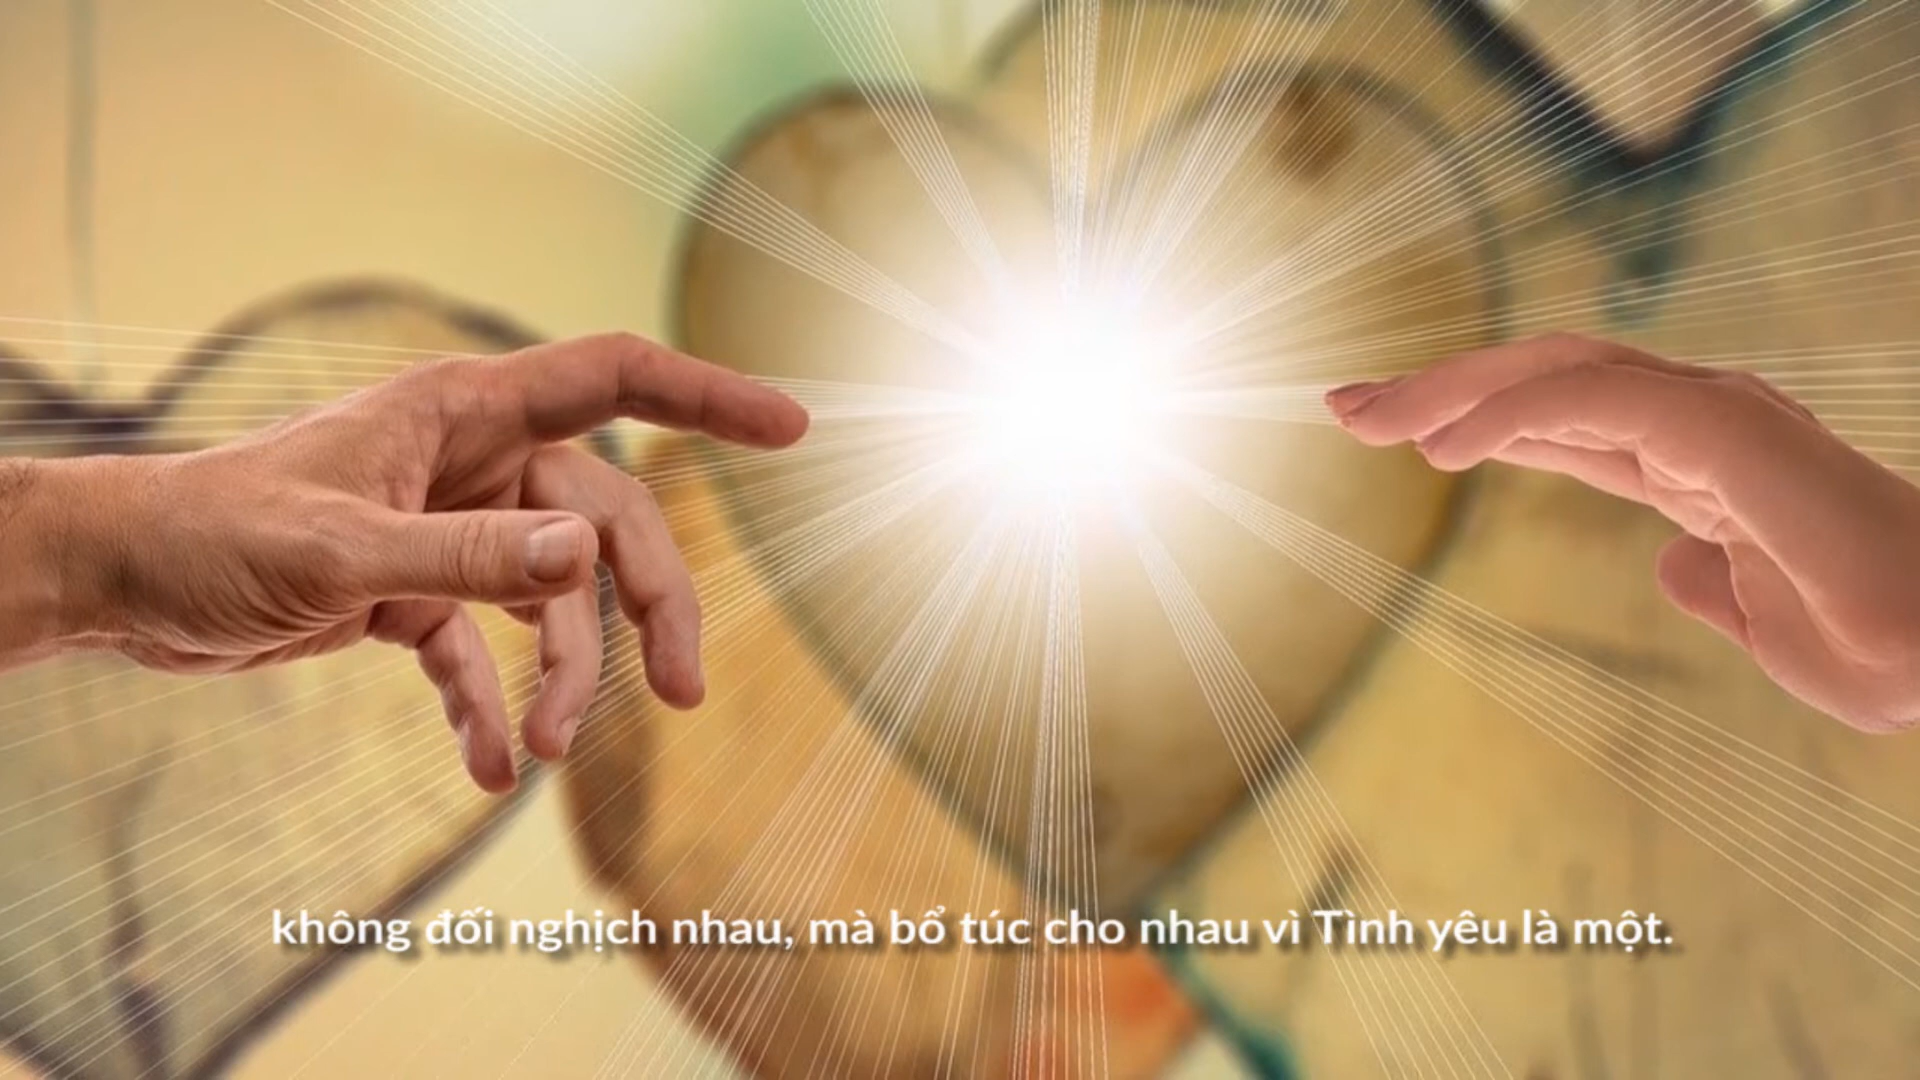 không đối nghịch nhau, mà bổ túc cho nhau vì Tình yêu là một.